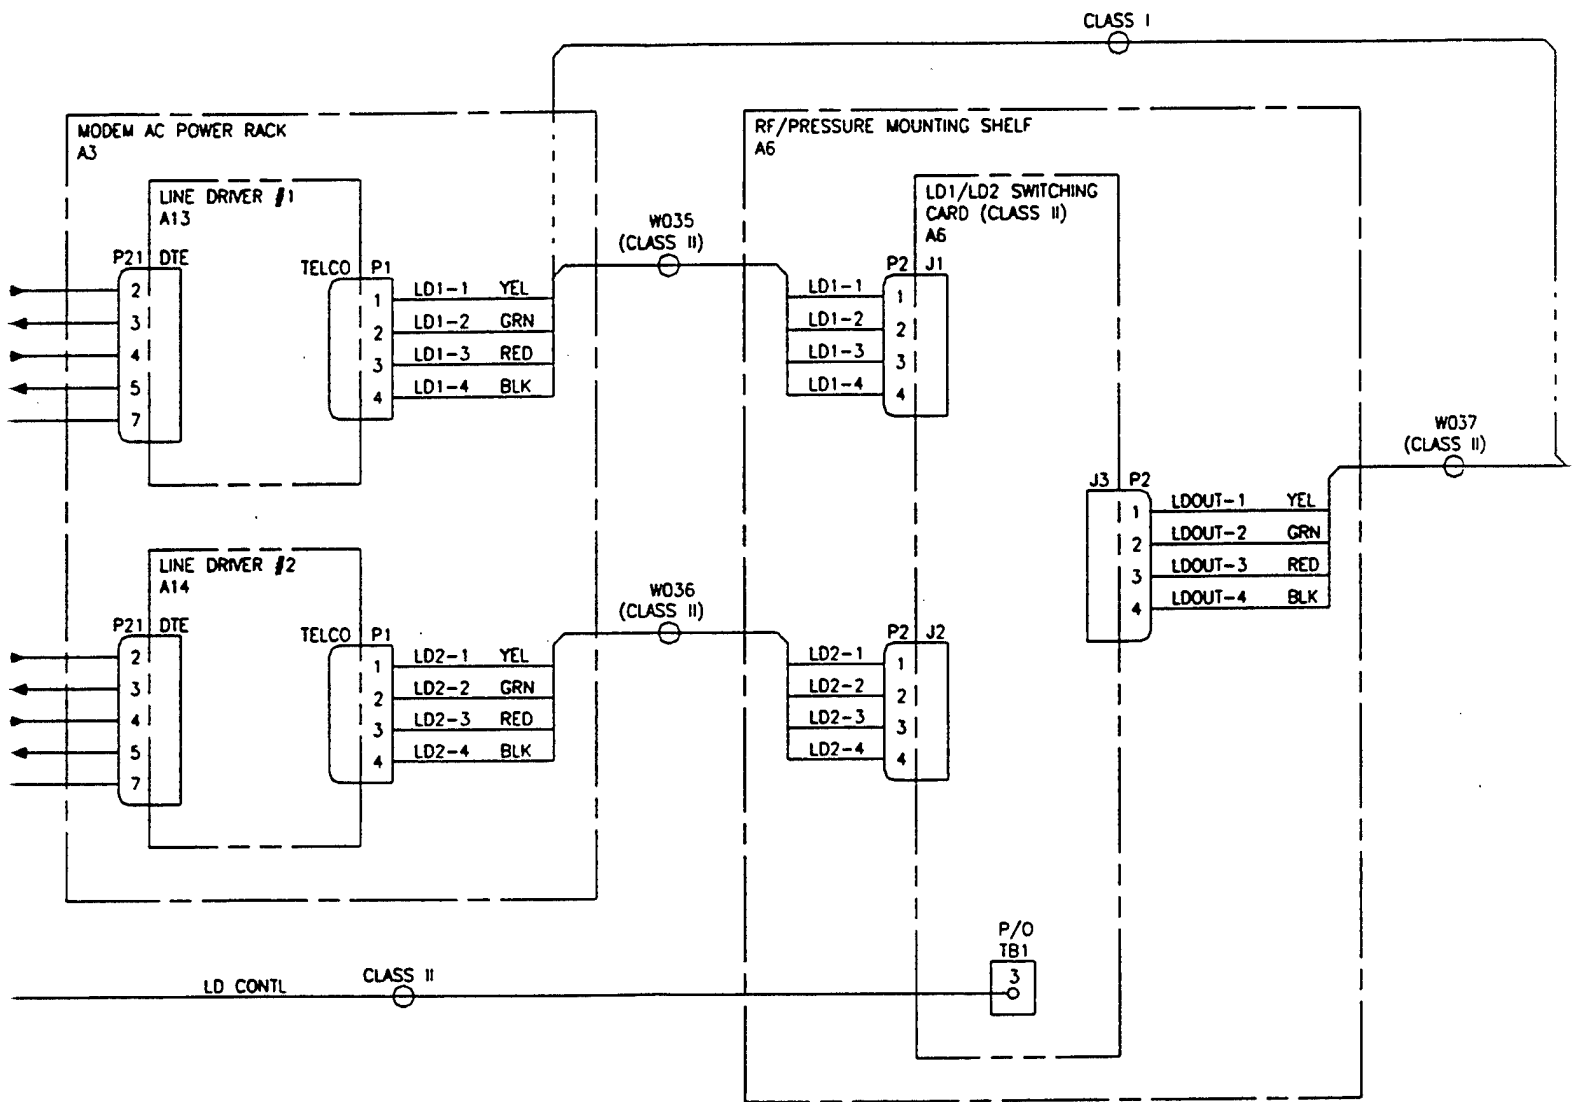 CLASS I
MODEM AC POWER RACK
A3
LINE DRIVER #1
A13
P21 DTE
2
3
4
5
7
TELCO P1
1
2
3
4
LD1-1 YEL
LD1-2 GRN
LD1-3 RED
LD1-4 BLK
W035
(CLASS II)
RF/PRESSURE MOUNTING SHELF
A6
LD1/LD2 SWITCHING
CARD (CLASS II)
A6
P2 J1
LD1-1 1
LD1-2 2
LD1-3 3
LD1-4 4
W037
(CLASS II)
J3 P2
1 LDOUT-1 YEL
2 LDOUT-2 GRN
3 LDOUT-3 RED
4 LDOUT-4 BLK
LINE DRIVER #2
A14
P21 DTE
2
3
4
5
7
TELCO P1
1
2
3
4
LD2-1 YEL
LD2-2 GRN
LD2-3 RED
LD2-4 BLK
W036
(CLASS II)
P2 J2
LD2-1 1
LD2-2 2
LD2-3 3
LD2-4 4
P/O
TB1
3
LD CONTL
CLASS II